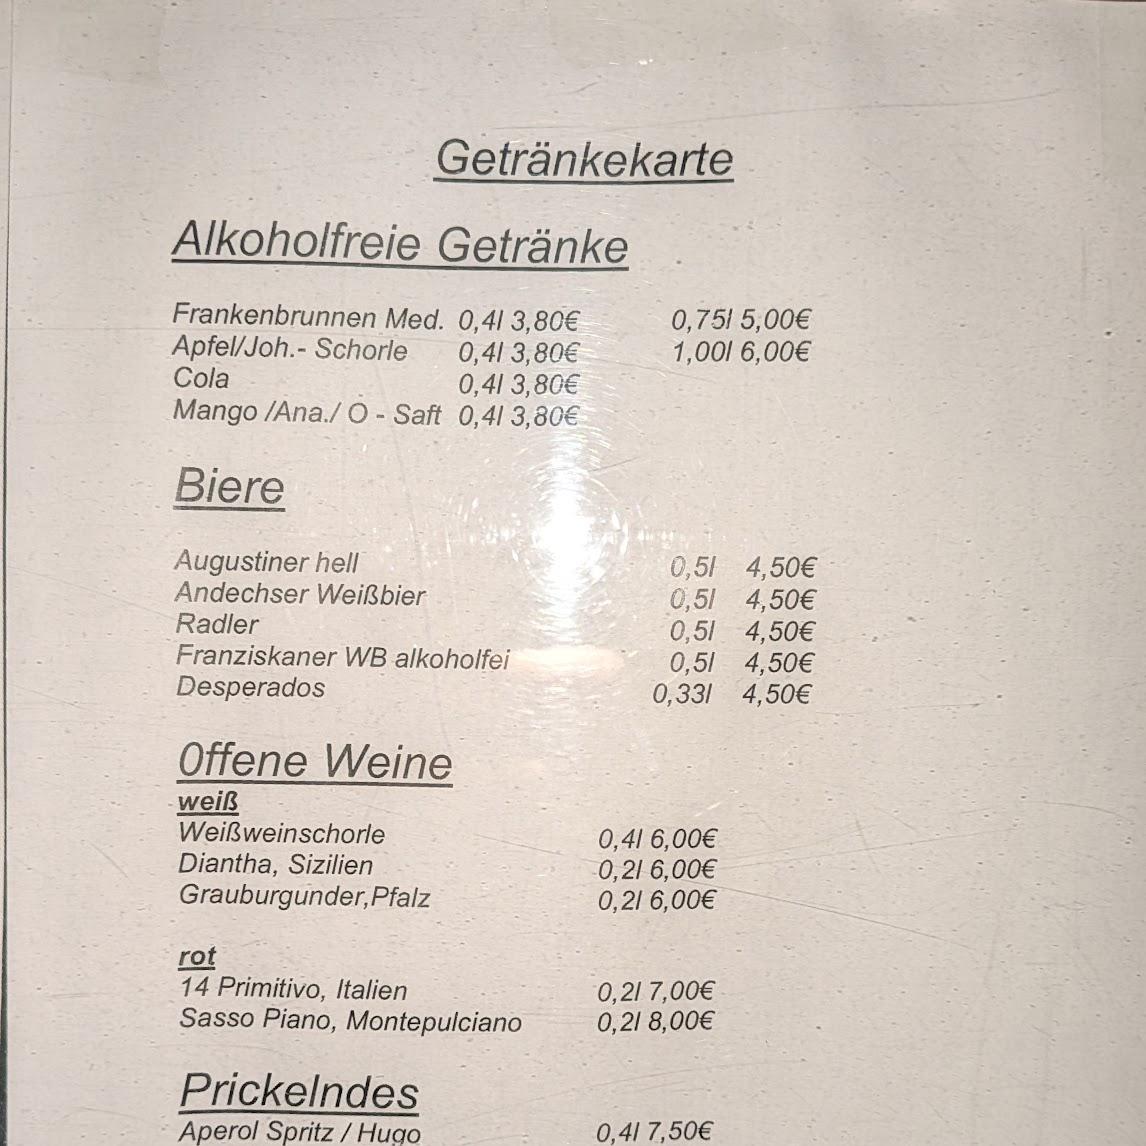 Getränkekarte
Alkoholfreie Getränke
Frankenbrunnen Med. 0,4l 3,80€ 0,75l 5,00€
Apfel/Joh.- Schorle 0,4l 3,80€ 1,00l 6,00€
Cola 0,4l 3,80€
Mango /Ana./ O - Saft 0,4l 3,80€
Biere
Augustiner hell 0,5l 4,50€
Andechser Weißbier 0,5l 4,50€
Radler 0,5l 4,50€
Franziskaner WB alkoholfei 0,5l 4,50€
Desperados 0,33l 4,50€
Offene Weine
weiß
Weißweinschorle 0,4l 6,00€
Diantha, Sizilien 0,2l 6,00€
Grauburgunder,Pfalz 0,2l 6,00€
rot
14 Primitivo, Italien 0,2l 7,00€
Sasso Piano, Montepulciano 0,2l 8,00€
Prickelndes
Aperol Spritz / Hugo 0,4l 7,50€